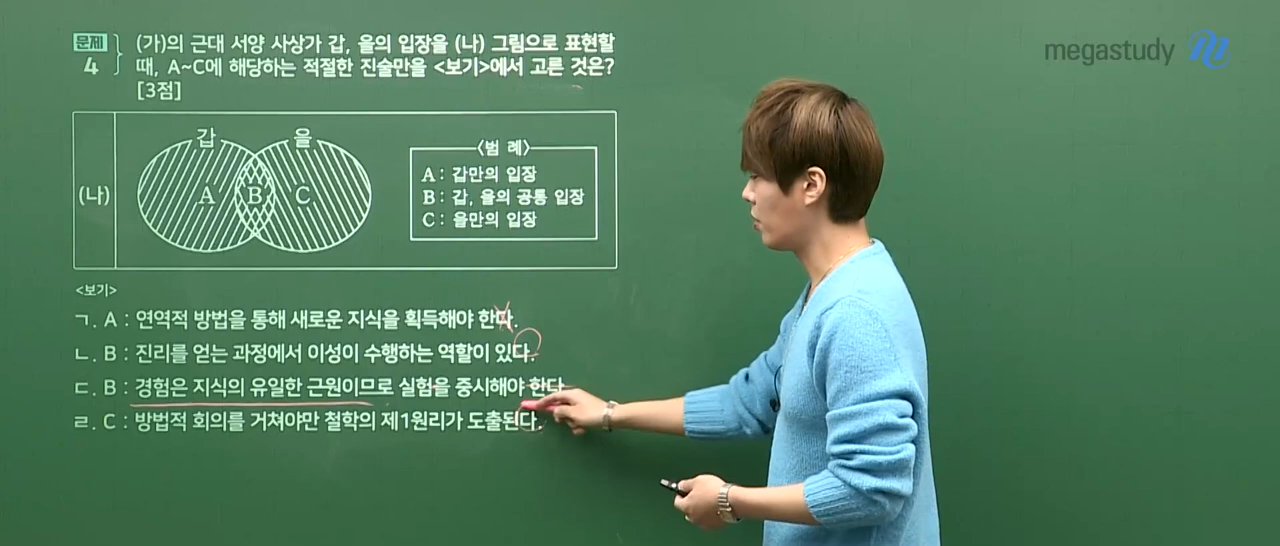 문제 4
(가)의 근대 서양 사상가 갑, 을의 입장을 (나) 그림으로 표현할
때, A~C에 해당하는 적절한 진술만을 <보기>에서 고른 것은?
[3점]
megastudy
(나)
갑 을
A B C
<범 례>
A : 갑만의 입장
B : 갑, 을의 공통 입장
C : 을만의 입장
<보기>
ㄱ. A : 연역적 방법을 통해 새로운 지식을 획득해야 한다.
ㄴ. B : 진리를 얻는 과정에서 이성이 수행하는 역할이 있다.
ㄷ. B : 경험은 지식의 유일한 근원이므로 실험을 중시해야 한다.
ㄹ. C : 방법적 회의를 거쳐야만 철학의 제1원리가 도출된다.